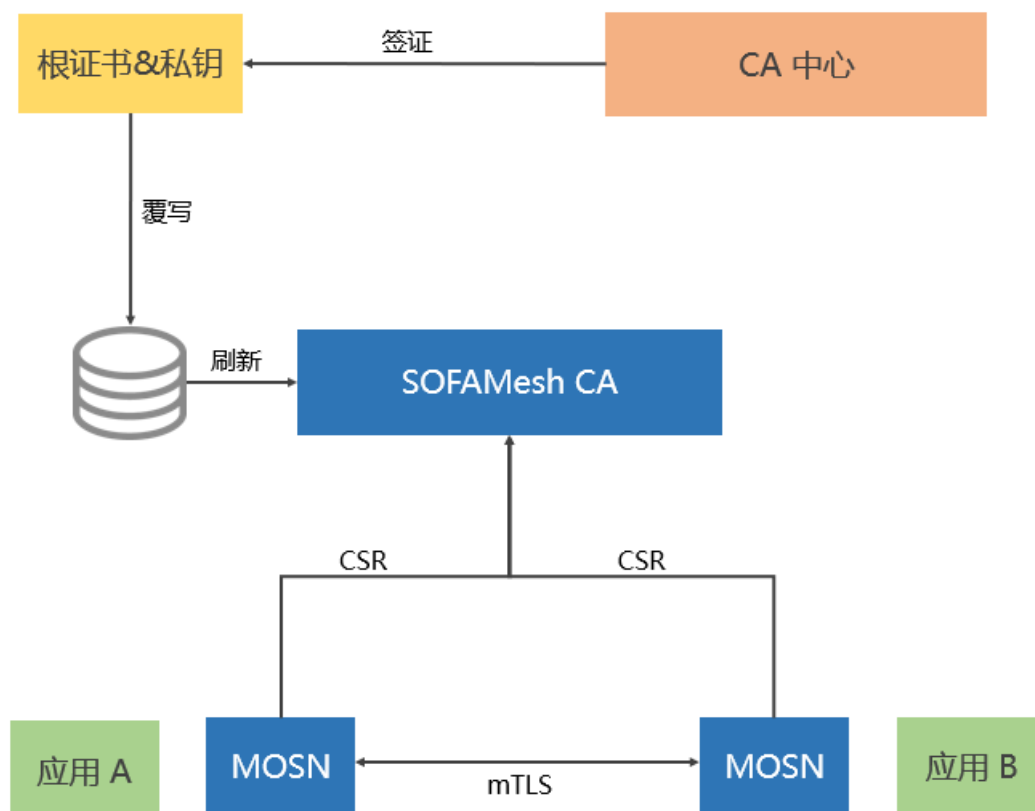 签证
根证书&私钥
CA 中心
覆写
刷新
SOFAMesh CA
CSR
CSR
应用 A
MOSN
mTLS
MOSN
应用 B